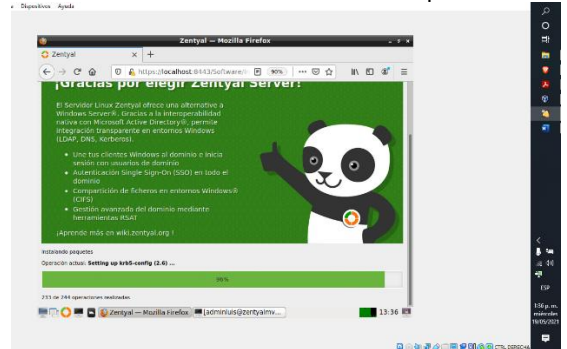 Dispositivos Ayuda
Zentyal — Mozilla Firefox
Zentyal
https://localhost:8443/Software/
90%
¡Gracias por elegir Zentyal Server!
El Servidor Linux Zentyal ofrece una alternativa a
Windows Server®. Gracias a la interoperabilidad
nativa con Microsoft Active Directory®, permite
integración transparente en entornos Windows
(LDAP, DNS, Kerberos).
Une tus clientes Windows al dominio e inicia
sesión con usuarios de dominio
Autenticación Single Sign-On (SSO) en todo el
dominio
Compartición de ficheros en entornos Windows®
(CIFS)
Gestión avanzada del dominio mediante
herramientas RSAT
¡Aprende más en wiki.zentyal.org !
Instalando paquetes
Operación actual: Setting up krb5-config (2.6) ...
96%
233 de 244 operaciones realizadas
Zentyal — Mozilla Firefox
[adminluis@zentyalmv...
13:36
ESP
1:36 p. m.
miércoles
19/05/2021
CTRL DERECHA